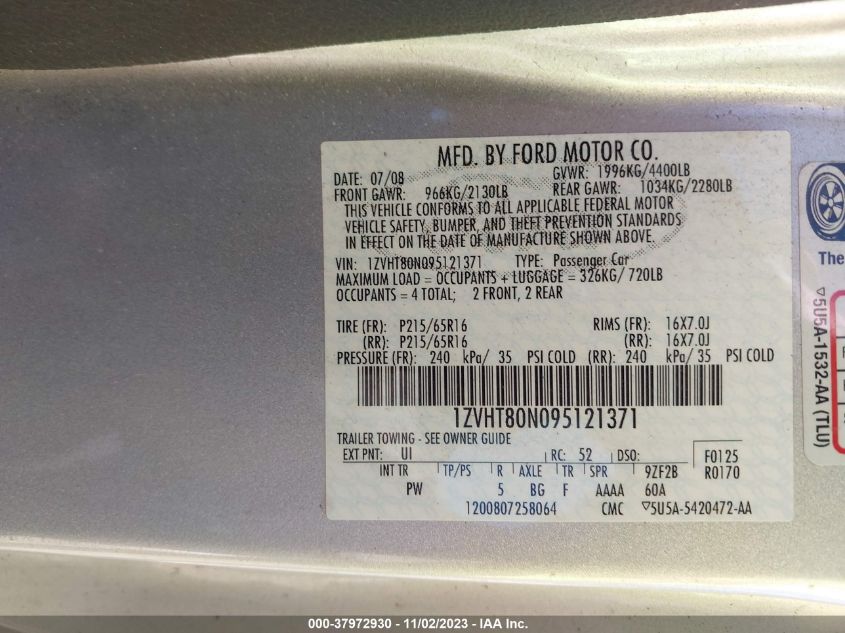 MFD. BY FORD MOTOR CO.
DATE: 07/08 GVWR: 1996KG/4400LB
FRONT GAWR: 966KG/2130LB REAR GAWR: 1034KG/2280LB
THIS VEHICLE CONFORMS TO ALL APPLICABLE FEDERAL MOTOR
VEHICLE SAFETY, BUMPER, AND THEFT PREVENTION STANDARDS
IN EFFECT ON THE DATE OF MANUFACTURE SHOWN ABOVE.
VIN: 1ZVHT80N095121371 TYPE: Passenger Car
MAXIMUM LOAD = OCCUPANTS + LUGGAGE = 326KG/ 720LB
OCCUPANTS = 4 TOTAL; 2 FRONT, 2 REAR
TIRE (FR): P215/65R16 RIMS (FR): 16X7.0J
(RR): P215/65R16 (RR): 16X7.0J
PRESSURE (FR): 240 kPa/ 35 PSI COLD (RR): 240 kPa/ 35 PSI COLD
1ZVHT80N095121371
TRAILER TOWING - SEE OWNER GUIDE
EXT PNT: UI RC: 52 DSO: F0125
INT TR TP/PS R AXLE TR SPR 9ZF2B R0170
PW 5 BG F AAAA 60A
1200807258064 CMC ▽5U5A-5420472-AA
The
▽5U5A-1532-AA (TLU)
000-37972930 - 11/02/2023 - IAA Inc.